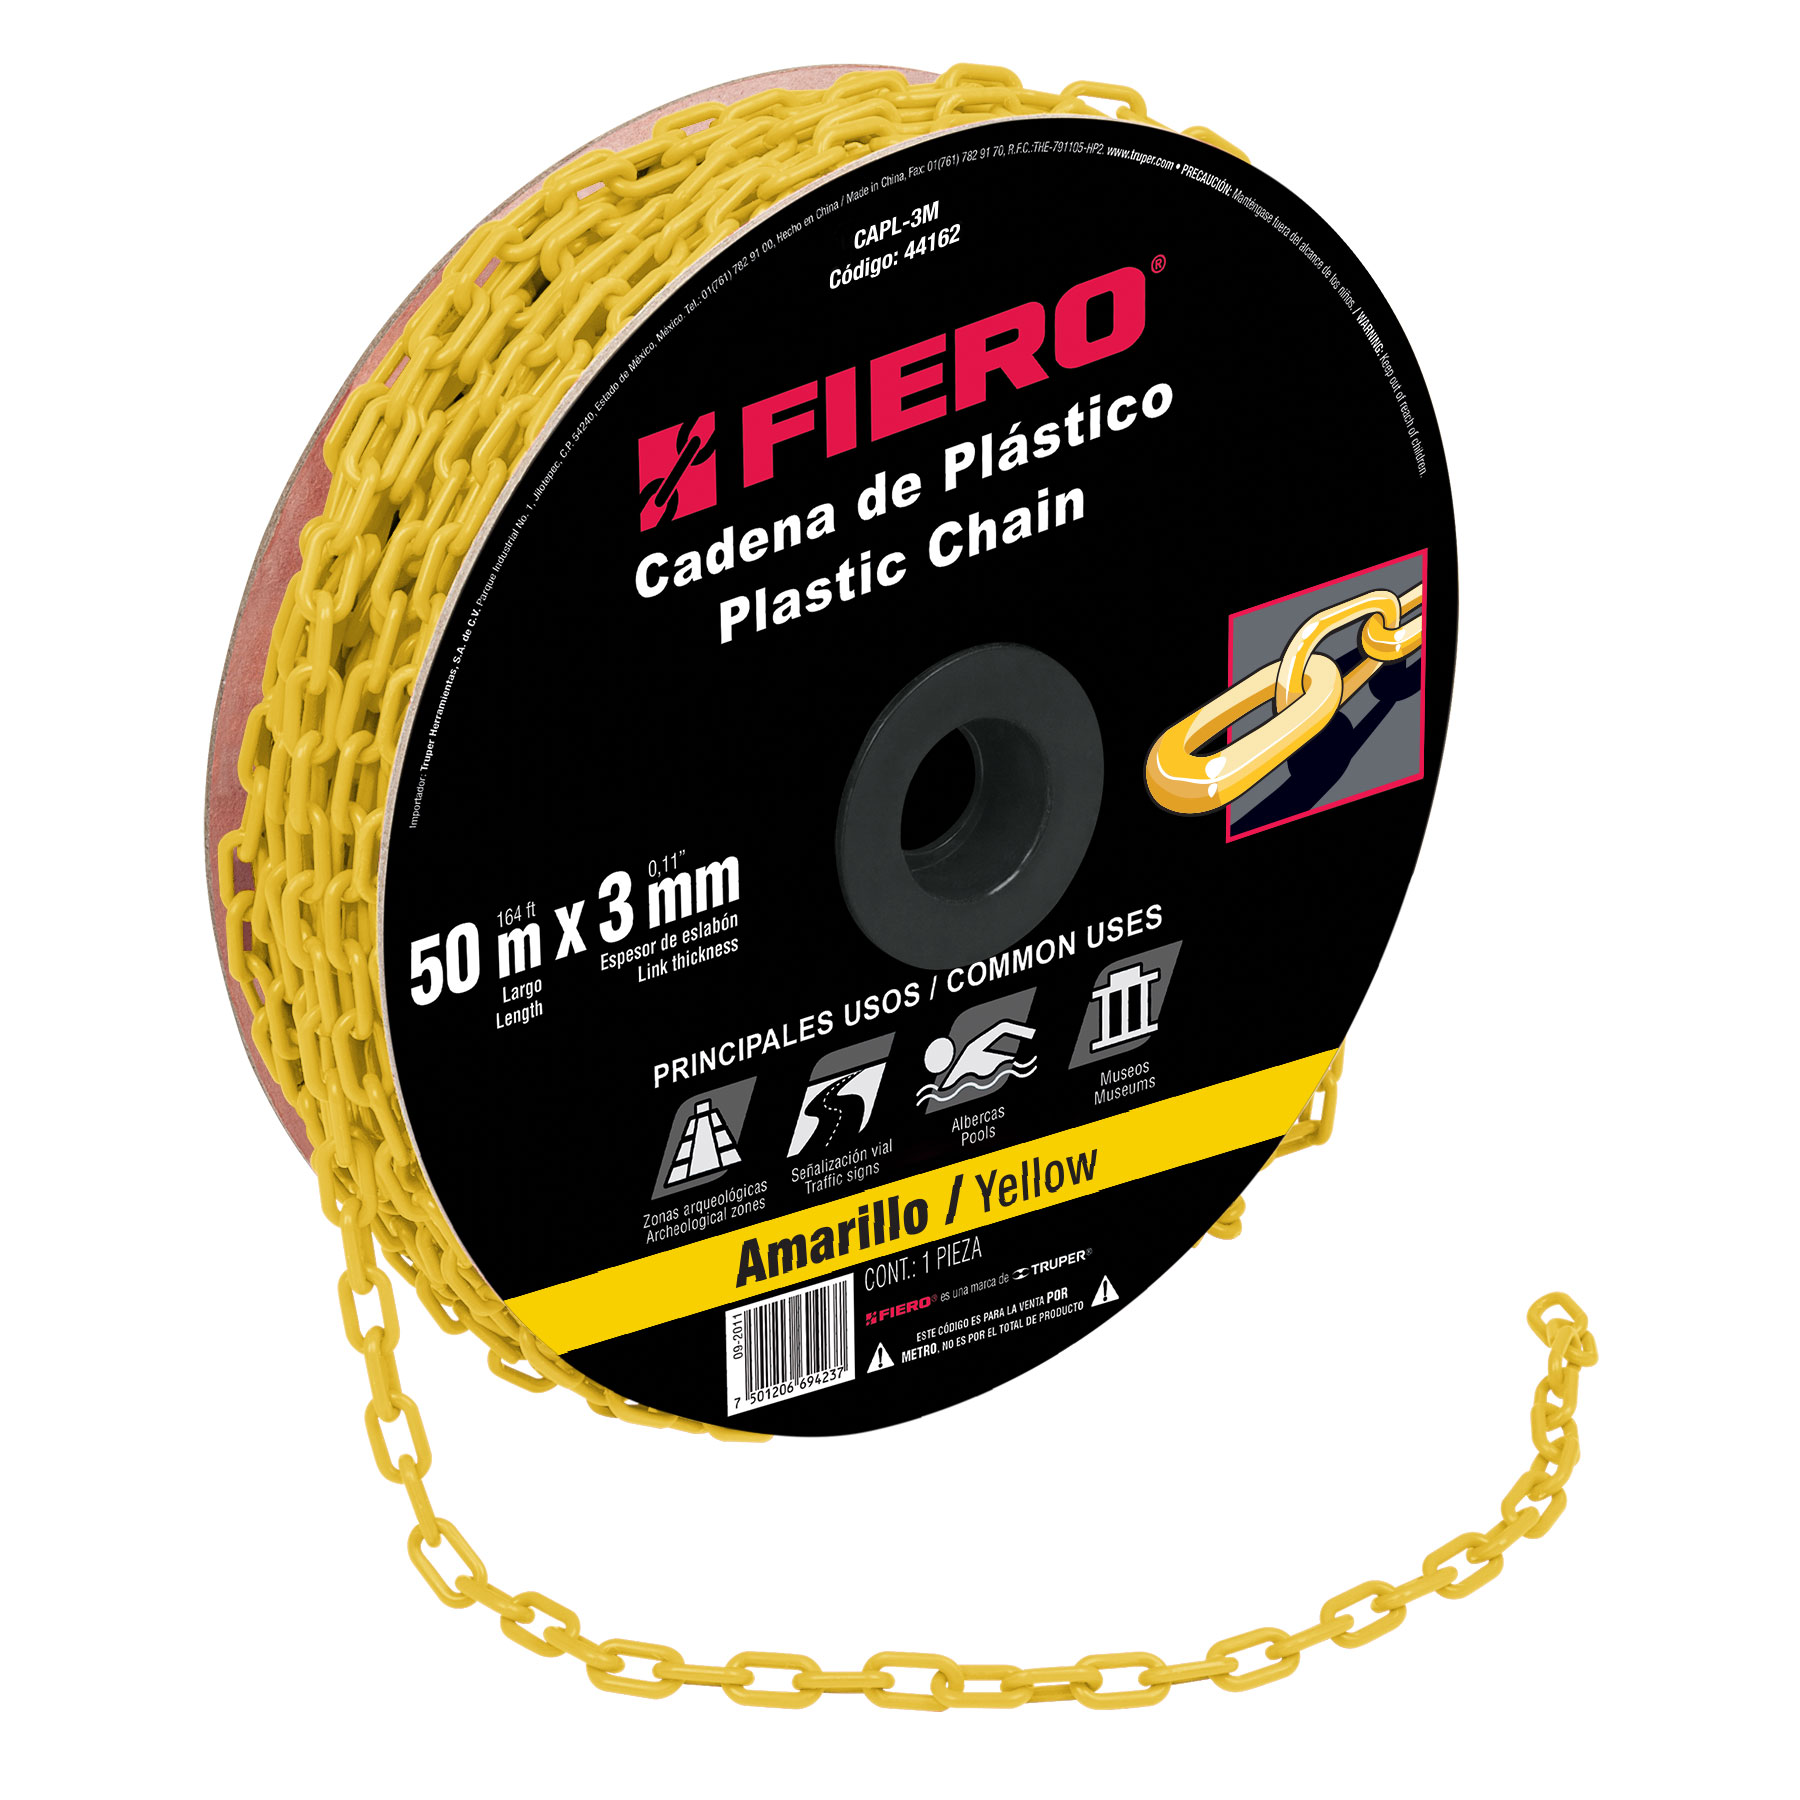 Importador: Truper Herramientas, S.A. de C.V. Parque Industrial No. 1, Jilotepec, C.P. 54240, Estado de México, México. Tel.: 01(761) 782 91 00, Hecho en China / Made in China, Fax: 01(761) 782 91 70, R.F.C.:THE-791105-HP2. www.truper.com • PRECAUCIÓN: Manténgase fuera del alcance de los niños. / WARNING: Keep out of reach of children.
CAPL-3M
Código: 44162
FIERO®
Cadena de Plástico
Plastic Chain
164 ft
0,11”
50 m x 3 mm
Largo
Length
Espesor de eslabón
Link thickness
PRINCIPALES USOS / COMMON USES
Zonas arqueológicas
Archeological zones
Señalización vial
Traffic signs
Albercas
Pools
Museos
Museums
Amarillo / Yellow
CONT.: 1 PIEZA
FIERO® es una marca de TRUPER®
ESTE CÓDIGO ES PARA LA VENTA POR
METRO, NO ES POR EL TOTAL DE PRODUCTO
09-2011
7 501206 694237